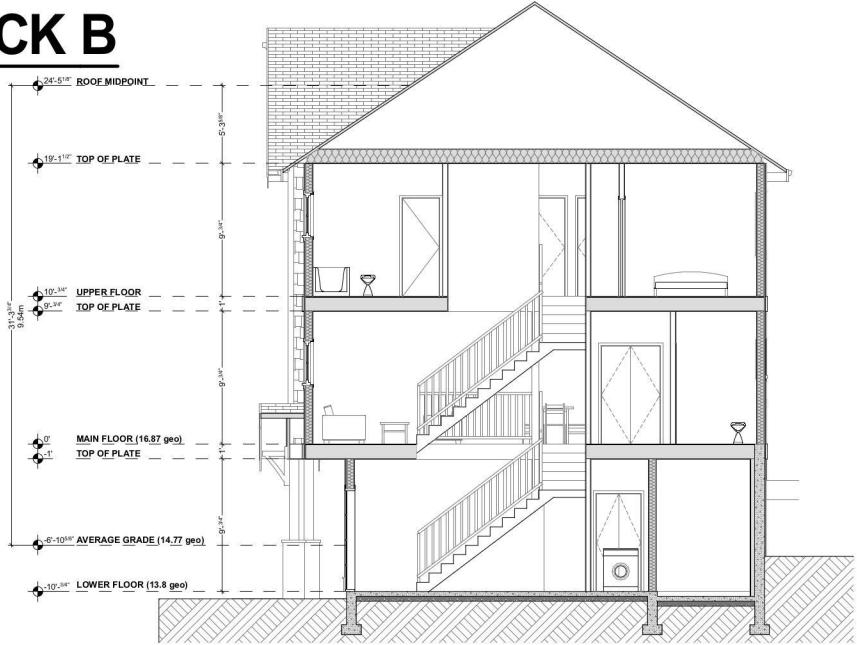 CK B
24'-5 1/8" ROOF MIDPOINT
5'-3 5/8"
19'-1 1/2" TOP OF PLATE
9'-3/4"
10'-3/4" UPPER FLOOR
1'
9'-3/4" TOP OF PLATE
31'-3 3/4"
9.54m
9'-3/4"
0' MAIN FLOOR (16.87 geo)
1'
-1' TOP OF PLATE
9'-3/4"
-6'-10 5/8" AVERAGE GRADE (14.77 geo)
-10'-3/4" LOWER FLOOR (13.8 geo)